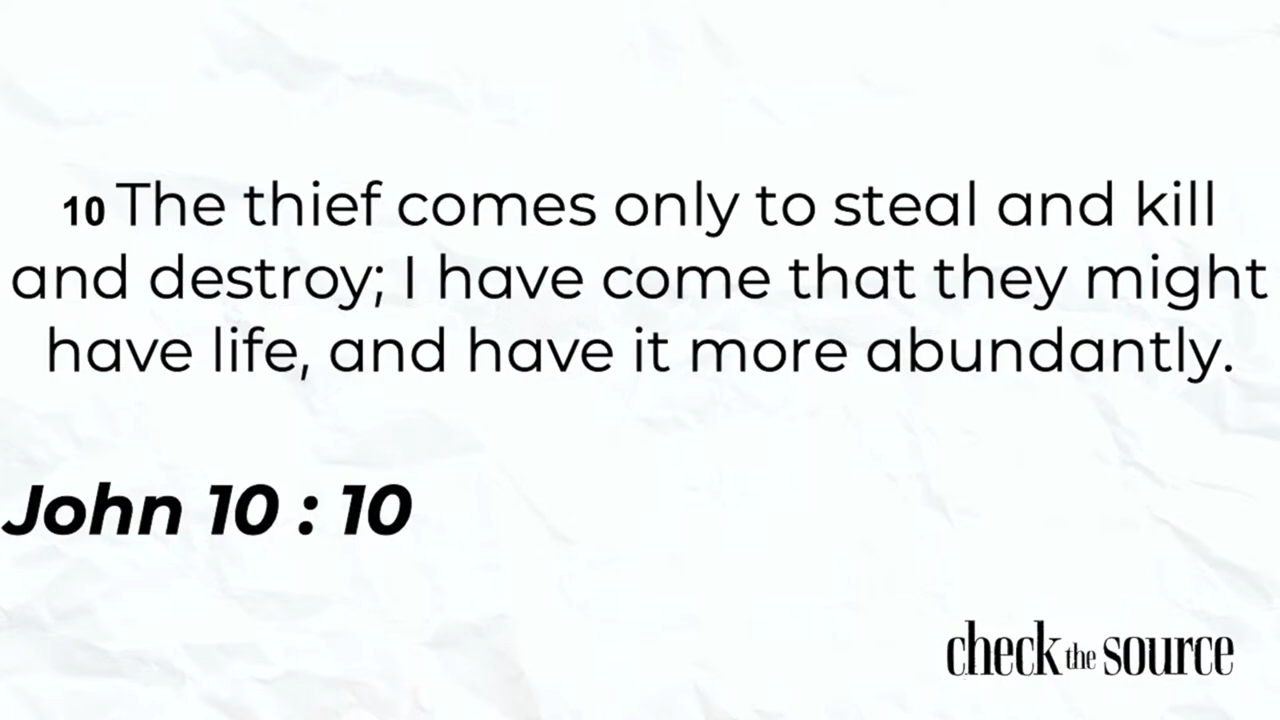 10 The thief comes only to steal and kill
and destroy; I have come that they might
have life, and have it more abundantly.
John 10 : 10
check the source